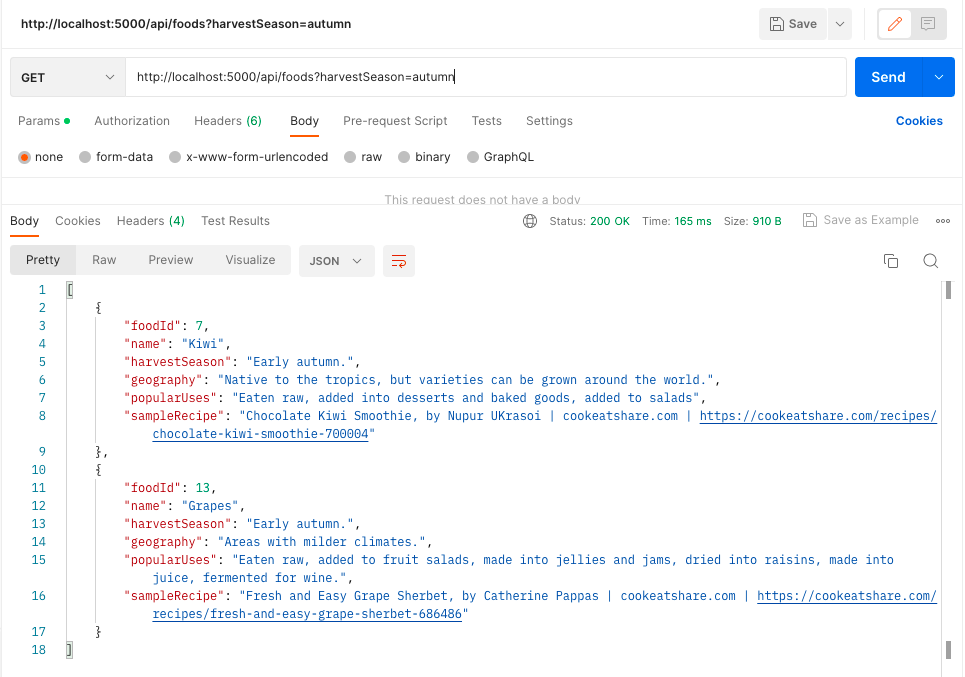 http://localhost:5000/api/foods?harvestSeason=autumn Save
GET http://localhost:5000/api/foods?harvestSeason=autumn Send
Params Authorization Headers (6) Body Pre-request Script Tests Settings Cookies
none form-data x-www-form-urlencoded raw binary GraphQL
This request does not have a body
Body Cookies Headers (4) Test Results Status: 200 OK Time: 165 ms Size: 910 B Save as Example
Pretty Raw Preview Visualize JSON
1 [
2 {
3 "foodId": 7,
4 "name": "Kiwi",
5 "harvestSeason": "Early autumn.",
6 "geography": "Native to the tropics, but varieties can be grown around the world.",
7 "popularUses": "Eaten raw, added into desserts and baked goods, added to salads",
8 "sampleRecipe": "Chocolate Kiwi Smoothie, by Nupur UKrasoi | cookeatshare.com | https://cookeatshare.com/recipes/
chocolate-kiwi-smoothie-700004"
9 },
10 {
11 "foodId": 13,
12 "name": "Grapes",
13 "harvestSeason": "Early autumn.",
14 "geography": "Areas with milder climates.",
15 "popularUses": "Eaten raw, added to fruit salads, made into jellies and jams, dried into raisins, made into
juice, fermented for wine.",
16 "sampleRecipe": "Fresh and Easy Grape Sherbet, by Catherine Pappas | cookeatshare.com | https://cookeatshare.com/
recipes/fresh-and-easy-grape-sherbet-686486"
17 }
18 ]